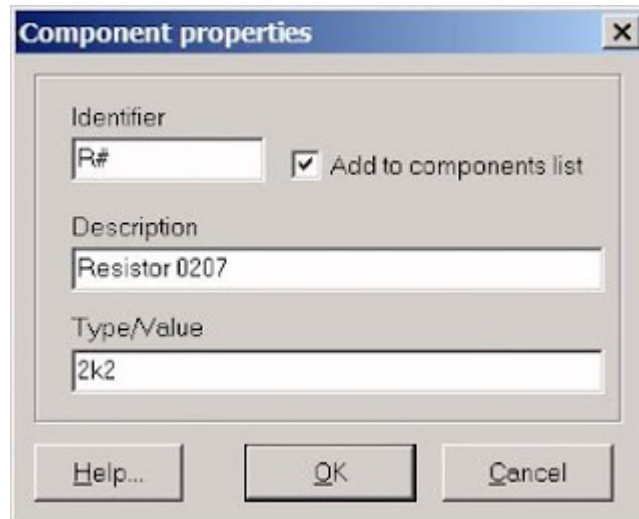 Component properties
Identifier
R#
Add to components list
Description
Resistor 0207
Type/Value
2k2
Help... OK Cancel